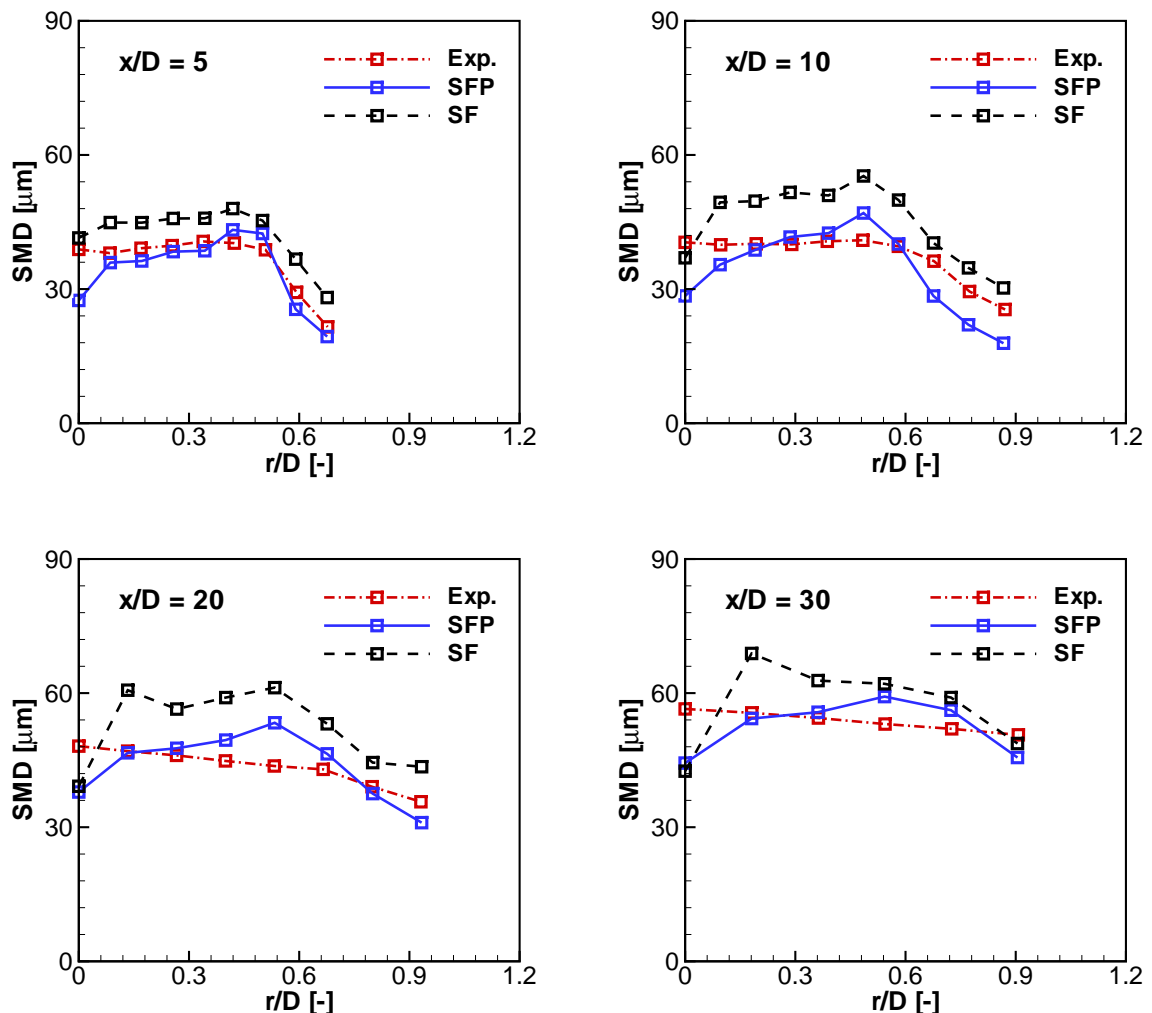 90
x/D = 5
Exp.
SFP
SF
60
SMD [μm]
30
0
0 0.3 0.6 0.9 1.2
r/D [-]
90
x/D = 10
Exp.
SFP
SF
60
SMD [μm]
30
0
0 0.3 0.6 0.9 1.2
r/D [-]
90
x/D = 20
Exp.
SFP
SF
60
SMD [μm]
30
0
0 0.3 0.6 0.9 1.2
r/D [-]
90
x/D = 30
Exp.
SFP
SF
60
SMD [μm]
30
0
0 0.3 0.6 0.9 1.2
r/D [-]